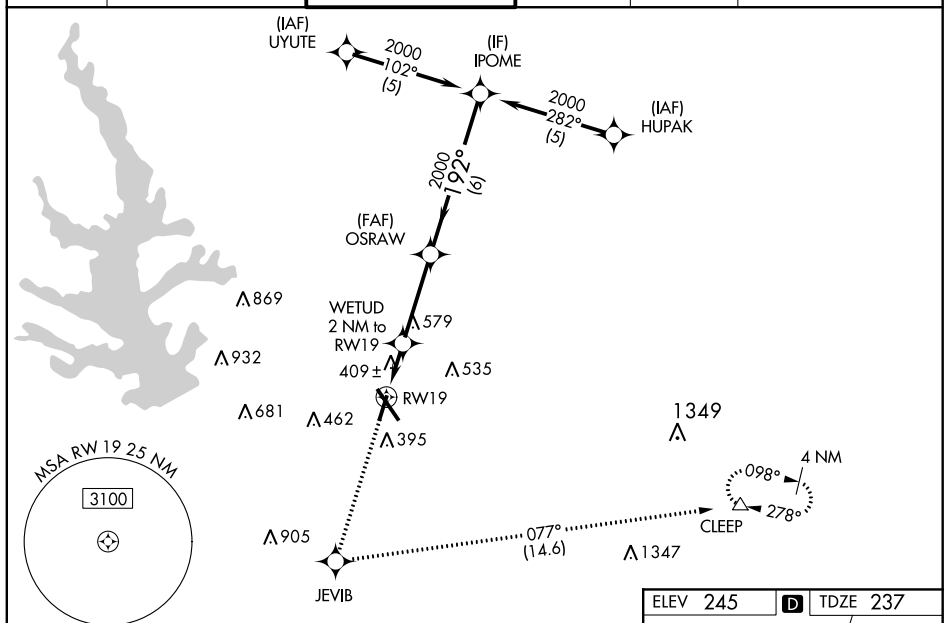 (IAF)
UYUTE
2000
102°
(5)
(IF)
IPOME
2000
282°
(5)
(IAF)
HUPAK
2000
192°
(6)
(FAF)
OSRAW
869
WETUD
2 NM to
RW19
579
932
409±
535
RW19
681
462
395
1349
MSA RW 19 25 NM
3100
4 NM
098°
278°
CLEEP
905
077°
(14.6)
1347
JEVIB
ELEV 245 D TDZE 237